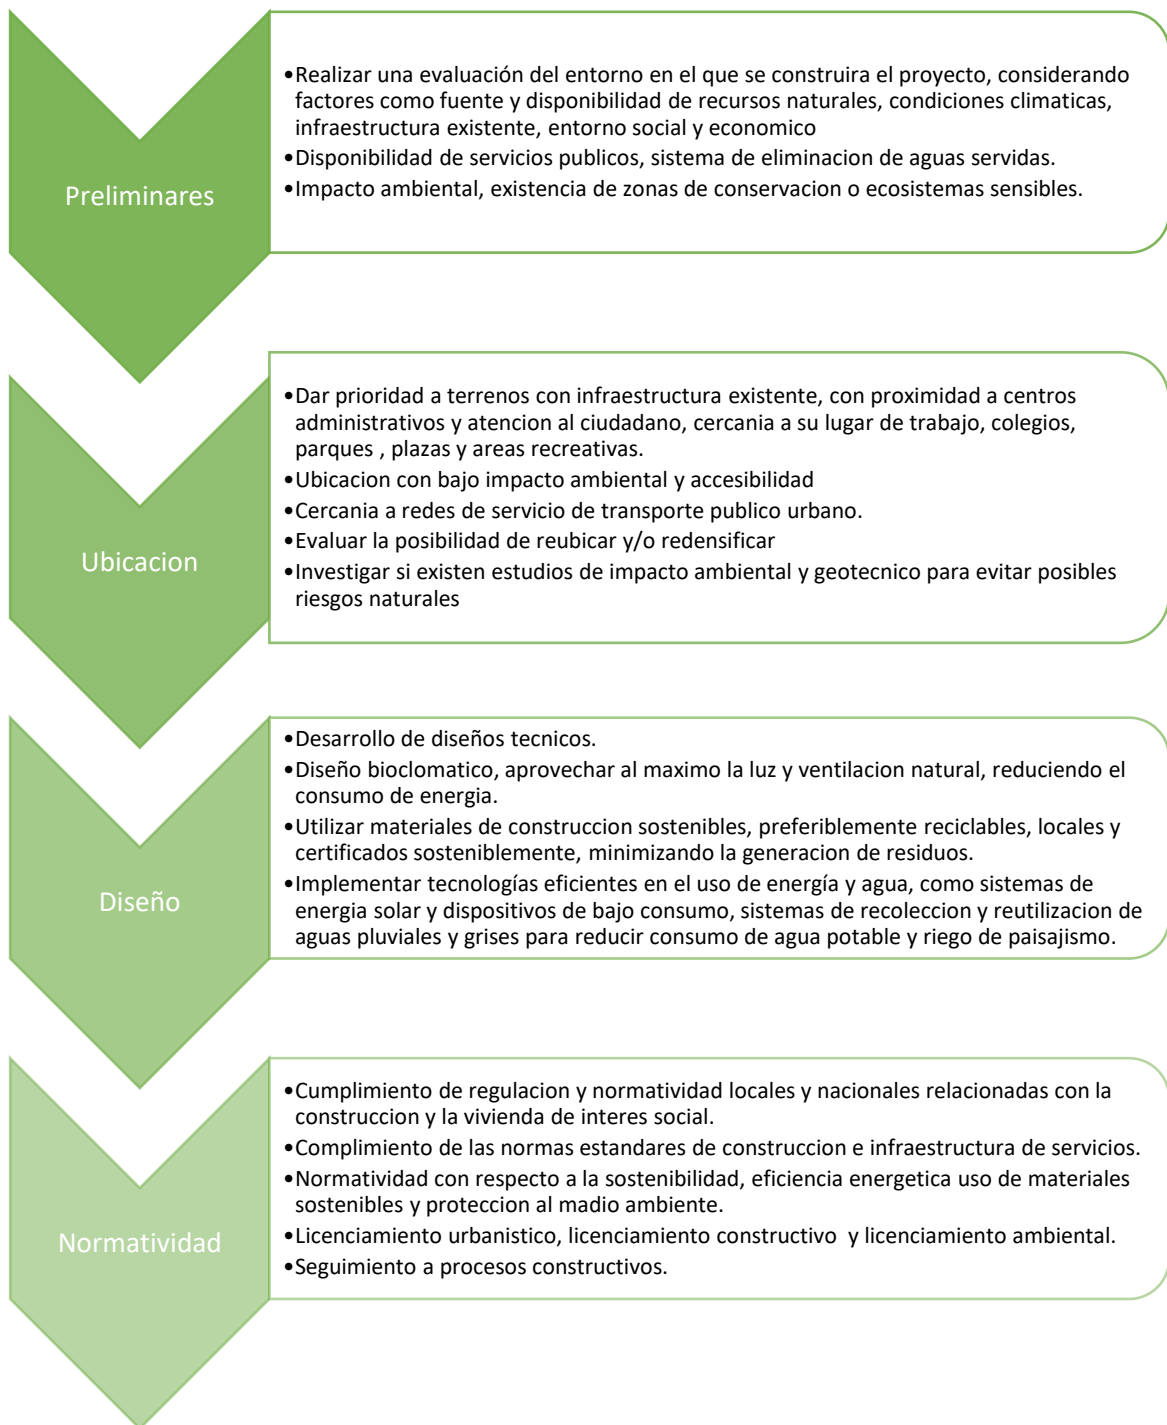 Preliminares
•Realizar una evaluación del entorno en el que se construira el proyecto, considerando
factores como fuente y disponibilidad de recursos naturales, condiciones climaticas,
infraestructura existente, entorno social y economico
•Disponibilidad de servicios publicos, sistema de eliminacion de aguas servidas.
•Impacto ambiental, existencia de zonas de conservacion o ecosistemas sensibles.
Ubicacion
•Dar prioridad a terrenos con infraestructura existente, con proximidad a centros
administrativos y atencion al ciudadano, cercania a su lugar de trabajo, colegios,
parques , plazas y areas recreativas.
•Ubicacion con bajo impacto ambiental y accesibilidad
•Cercania a redes de servicio de transporte publico urbano.
•Evaluar la posibilidad de reubicar y/o redensificar
•Investigar si existen estudios de impacto ambiental y geotecnico para evitar posibles
riesgos naturales
Diseño
•Desarrollo de diseños tecnicos.
•Diseño bioclomatico, aprovechar al maximo la luz y ventilacion natural, reduciendo el
consumo de energia.
•Utilizar materiales de construccion sostenibles, preferiblemente reciclables, locales y
certificados sosteniblemente, minimizando la generacion de residuos.
•Implementar tecnologías eficientes en el uso de energía y agua, como sistemas de
energia solar y dispositivos de bajo consumo, sistemas de recoleccion y reutilizacion de
aguas pluviales y grises para reducir consumo de agua potable y riego de paisajismo.
Normatividad
•Cumplimiento de regulacion y normatividad locales y nacionales relacionadas con la
construccion y la vivienda de interes social.
•Complimiento de las normas estandares de construccion e infraestructura de servicios.
•Normatividad con respecto a la sostenibilidad, eficiencia energetica uso de materiales
sostenibles y proteccion al madio ambiente.
•Licenciamiento urbanistico, licenciamiento constructivo  y licenciamiento ambiental.
•Seguimiento a procesos constructivos.